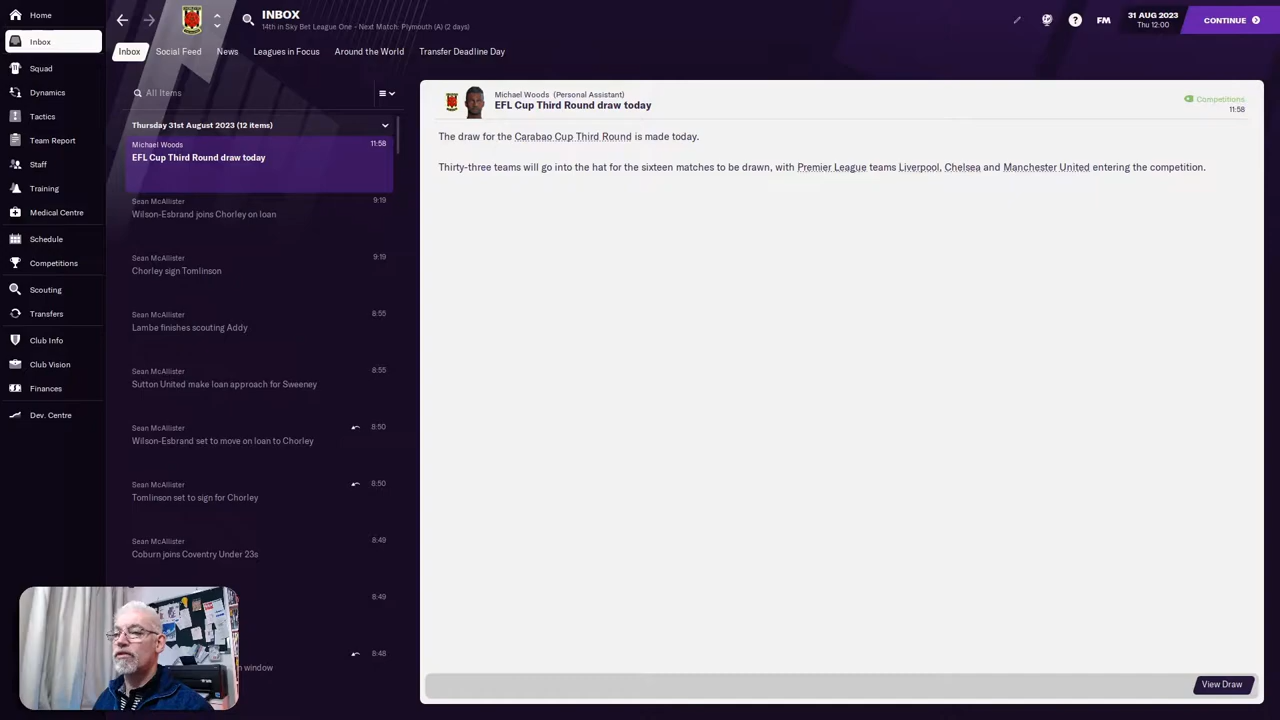 Home
Inbox
Squad
Dynamics
Tactics
Team Report
Staff
Training
Medical Centre
Schedule
Competitions
Scouting
Transfers
Club Info
Club Vision
Finances
Dev. Centre
INBOX
14th in Sky Bet League One - Next Match: Plymouth (A) (2 days)
FM
31 AUG 2023
Thu 12:00
CONTINUE
Inbox
Social Feed
News
Leagues in Focus
Around the World
Transfer Deadline Day
All Items
Thursday 31st August 2023 (12 items)
Michael Woods 11:58
EFL Cup Third Round draw today
Sean McAllister 9:19
Wilson-Esbrand joins Chorley on loan
Sean McAllister 9:19
Chorley sign Tomlinson
Sean McAllister 8:55
Lambe finishes scouting Addy
Sean McAllister 8:55
Sutton United make loan approach for Sweeney
Sean McAllister 8:50
Wilson-Esbrand set to move on loan to Chorley
Sean McAllister 8:50
Tomlinson set to sign for Chorley
Sean McAllister 8:49
Coburn joins Coventry Under 23s
8:49
8:48
window
Michael Woods (Personal Assistant)
EFL Cup Third Round draw today
Competitions
11:58
The draw for the Carabao Cup Third Round is made today.
Thirty-three teams will go into the hat for the sixteen matches to be drawn, with Premier League teams Liverpool, Chelsea and Manchester United entering the competition.
View Draw